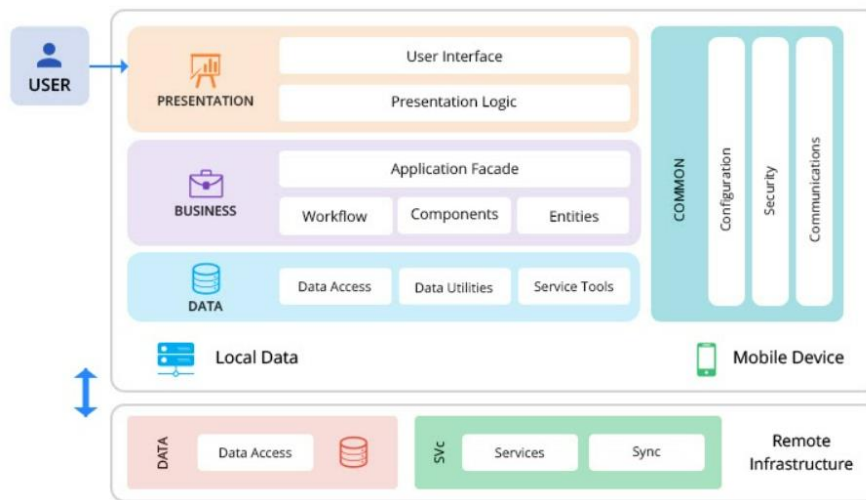 USER
PRESENTATION
User Interface
Presentation Logic
BUSINESS
Application Facade
Workflow
Components
Entities
DATA
Data Access
Data Utilities
Service Tools
COMMON
Configuration
Security
Communications
Local Data
Mobile Device
DATA
Data Access
SVc
Services
Sync
Remote
Infrastructure